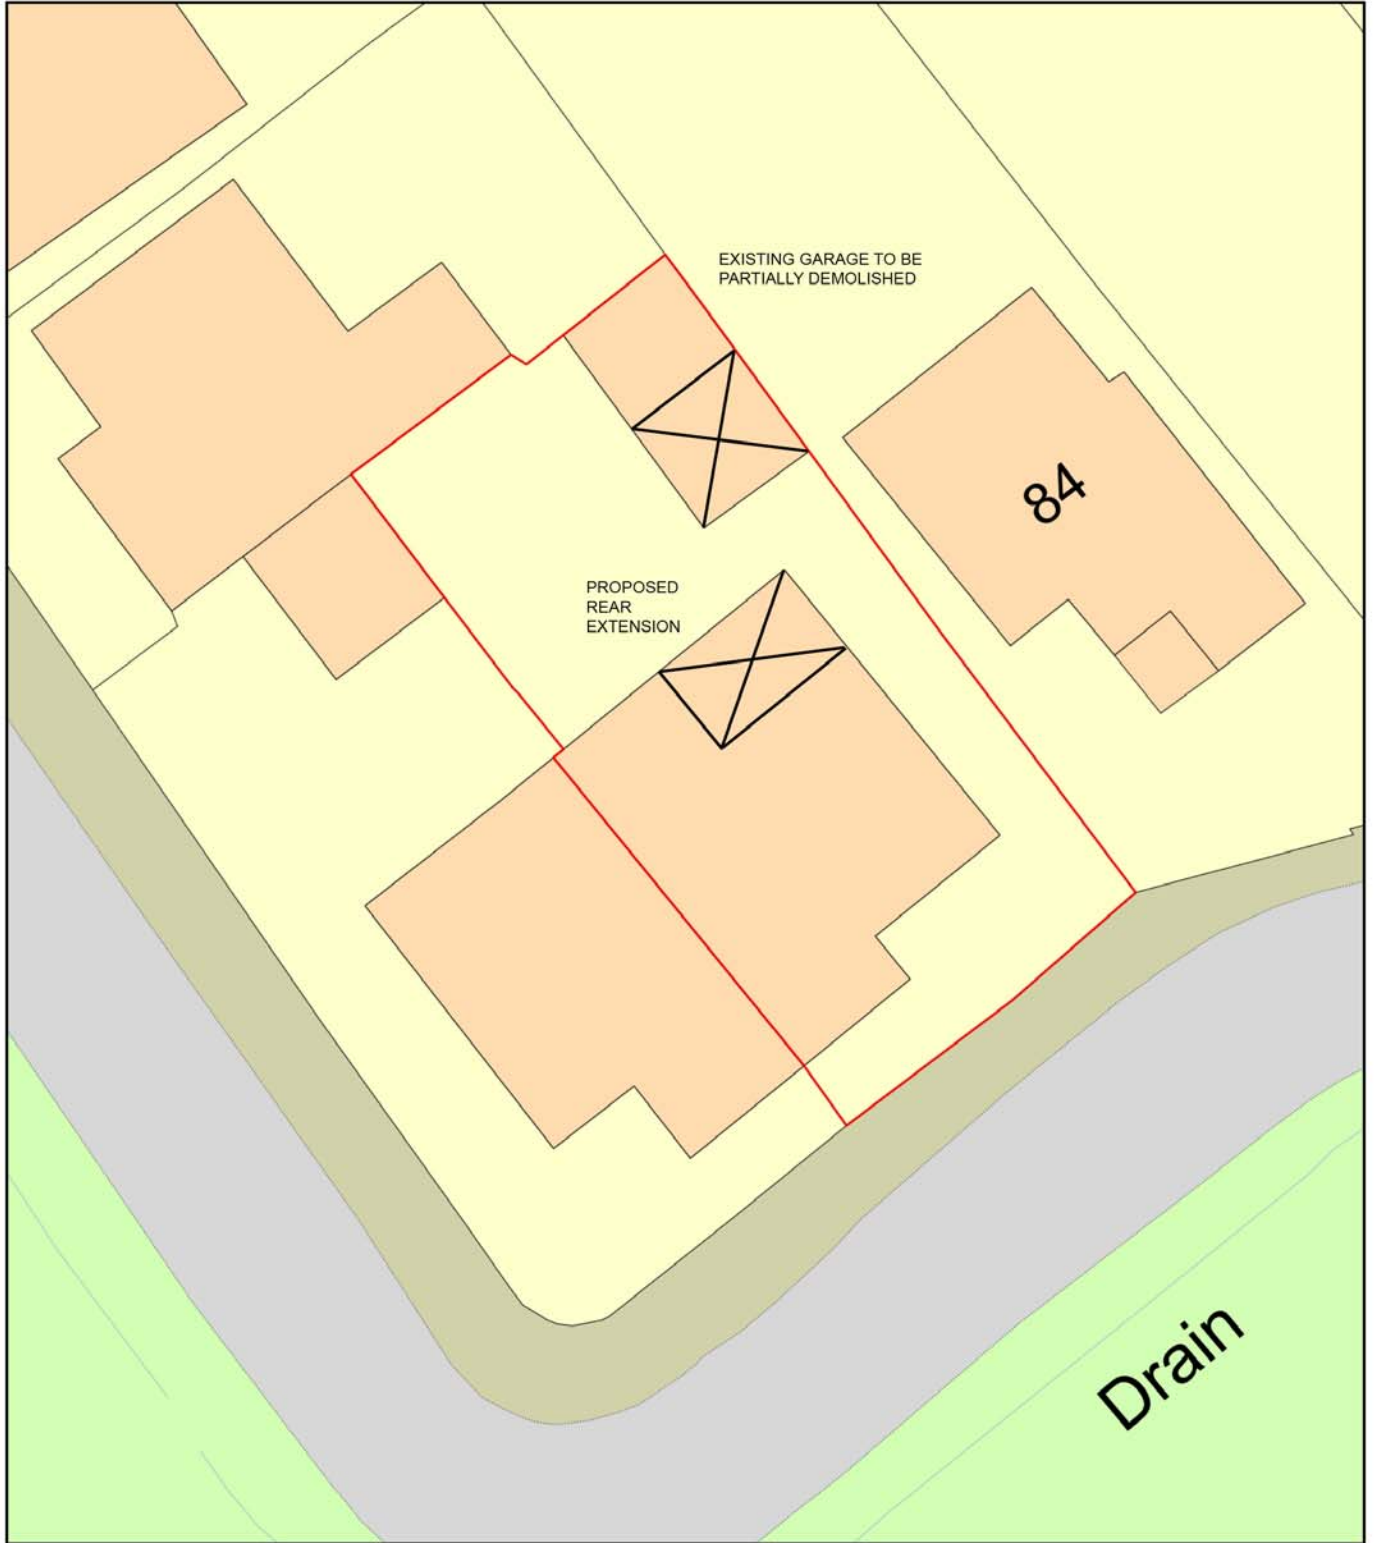 EXISTING GARAGE TO BE
PARTIALLY DEMOLISHED
84
PROPOSED
REAR
EXTENSION
Drain